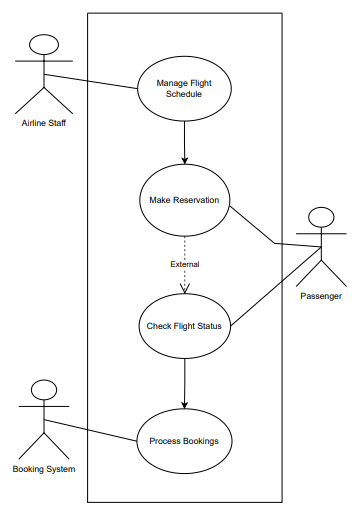 Manage Flight
Schedule
Airline Staff
Make Reservation
External
Passenger
Check Flight Status
Process Bookings
Booking System